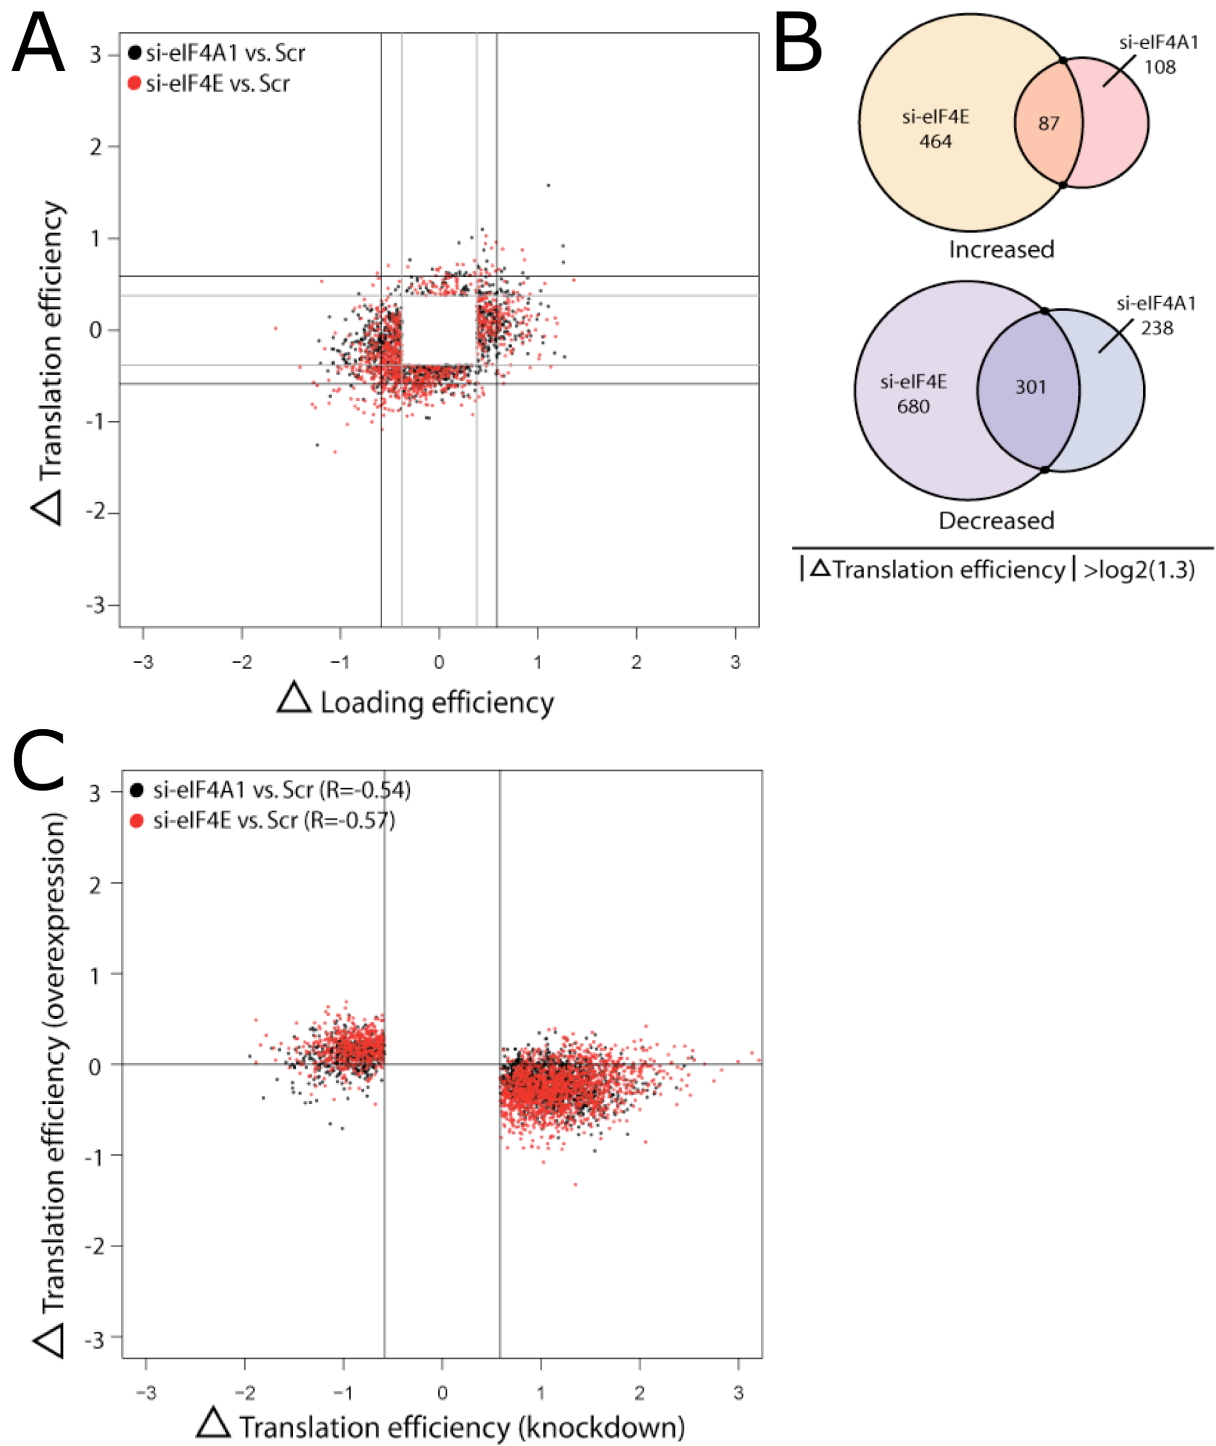 A
si-eIF4A1 vs. Scr
si-eIF4E vs. Scr
3
2
1
0
-1
-2
-3
△ Translation efficiency
−3 −2 −1 0 1 2 3
△ Loading efficiency
B
si-eIF4A1
108
si-eIF4E
464
87
Increased
si-eIF4A1
238
si-eIF4E
680
301
Decreased
|△Translation efficiency| >log2(1.3)
C
si-eIF4A1 vs. Scr (R=-0.54)
si-eIF4E vs. Scr (R=-0.57)
3
2
1
0
-1
-2
-3
△ Translation efficiency (overexpression)
−3 −2 −1 0 1 2 3
△ Translation efficiency (knockdown)